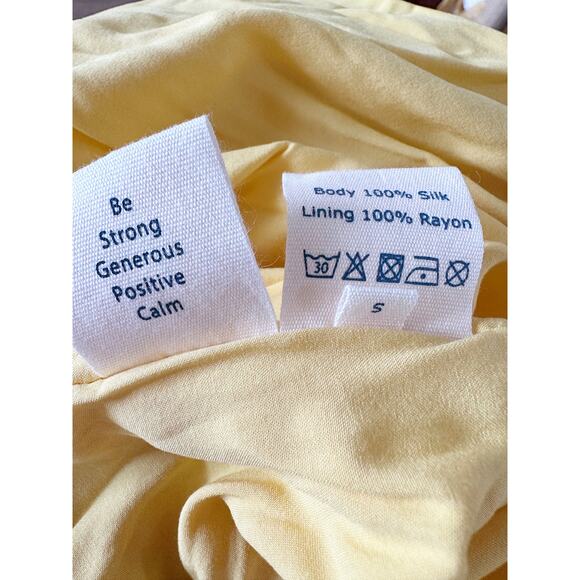 Be
Strong
Generous
Positive
Calm
Body 100% Silk
Lining 100% Rayon
30
S